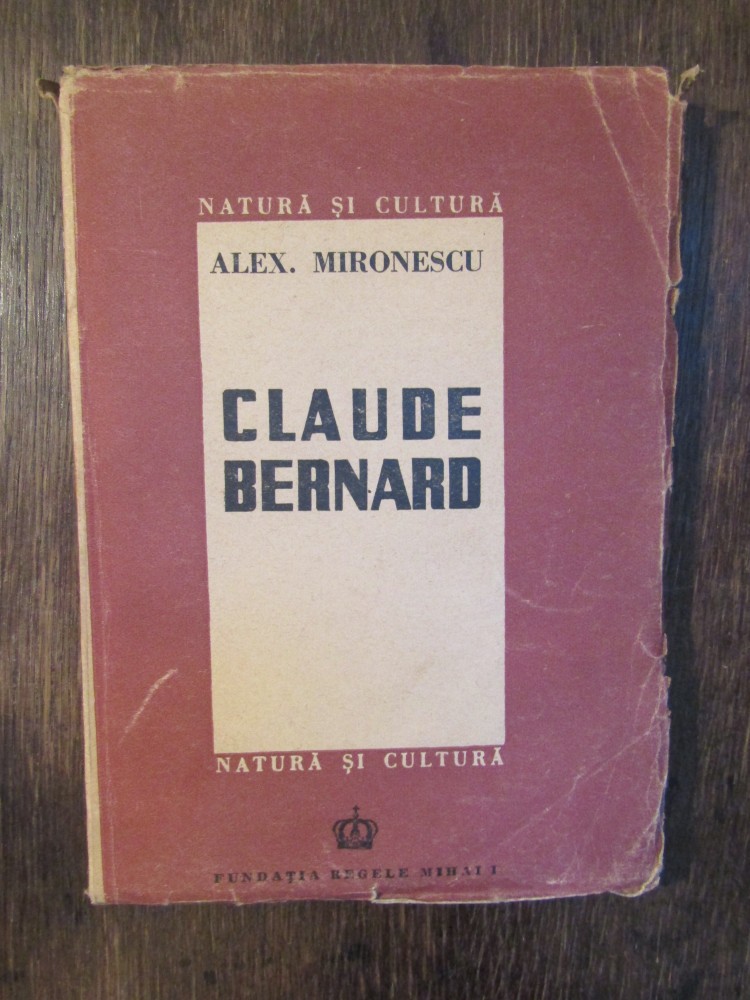 NATURĂ ȘI CULTURĂ
ALEX. MIRONESCU
CLAUDE
BERNARD
NATURĂ ȘI CULTURĂ
FUNDAȚIA REGELE MIHAI I